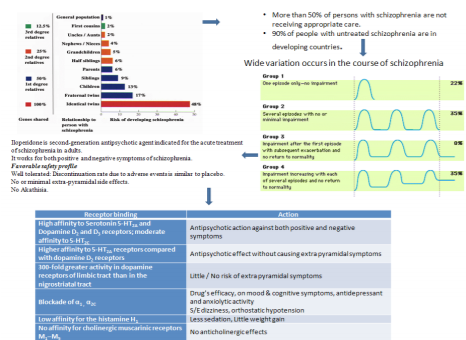 General population 1%
12.5%
3rd degree
relatives
First cousins 2%
Uncles / Aunts 2%
Nephews / Nieces 4%
25%
2nd degree
relatives
Grandchildren 5%
Half siblings 6%
Parents 6%
50%
1st degree
relatives
Siblings 9%
Children 13%
Fraternal twins 17%
100%
Identical twins 48%
Genes shared
Relationship to
person with
schizophrenia
Risk of developing schizophrenia
• More than 50% of persons with schizophrenia are not
receiving appropriate care.
• 90% of people with untreated schizophrenia are in
developing countries.
Wide variation occurs in the course of schizophrenia
Group 1
One episode only—no impairment
22%
Group 2
Several episodes with no or
minimal impairment
35%
Group 3
Impairment after the first episode
with subsequent exacerbation and
no return to normality
8%
Group 4
Impairment increasing with each
of several episodes and no return
to normality
35%
Iloperidone is second-generation antipsychotic agent indicated for the acute treatment
of schizophrenia in adults.
It works for both positive and negative symptoms of schizophrenia.
Favorable safety profile
Well tolerated: Discontinuation rate due to adverse events is similar to placebo.
No or minimal extra-pyramidal side effects.
No Akathisia.
Receptor binding
Action
High affinity to Serotonin 5-HT2A and
Dopamine D2 and D3 receptors; moderate
affinity to 5-HT2C
Antipsychotic action against both positive and negative
symptoms
Higher affinity to 5-HT2A receptors compared
with dopamine D2 receptors
Antipsychotic effect without causing extra pyramidal symptoms
300-fold greater activity in dopamine
receptors of limbic tract than in the
nigrostriatal tract
Little / No risk of extra pyramidal symptoms
Blockade of α1, α2C
Drug's efficacy, on mood & cognitive symptoms, antidepressant
and anxiolytic activity
S/E dizziness, orthostatic hypotension
Low affinity for the histamine H1
Less sedation, Little weight gain
No affinity for cholinergic muscarinic receptors
M1–M5
No anticholinergic effects